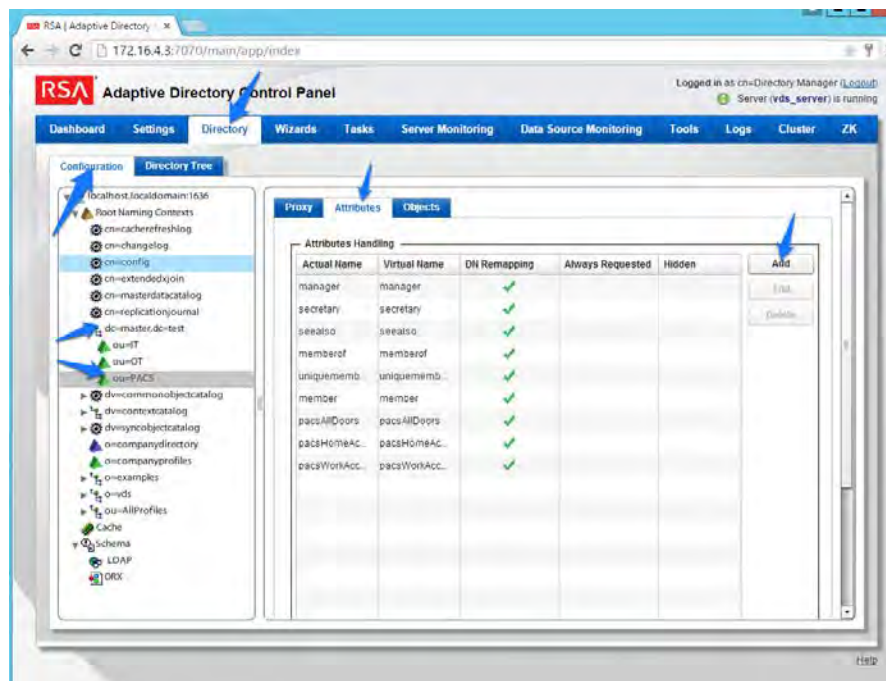 RSA | Adaptive Directory
172.16.4.3:7070/main/app/index
RSA Adaptive Directory Control Panel
Logged in as cn=Directory Manager (Logout)
Server (vds_server) is running
Dashboard Settings Directory Wizards Tasks Server Monitoring Data Source Monitoring Tools Logs Cluster ZK
Configuration Directory Tree
localhost.localdomain:1636
Root Naming Contexts
cn=cacherefreshlog
cn=changelog
cn=config
cn=extendedxjoin
cn=masterdatacatalog
cn=replicationjournal
dc=master,dc=test
ou=IT
ou=OT
ou=PACS
dv=commonobjectcatalog
dv=contextcatalog
dv=syncobjectcatalog
o=companydirectory
o=companyprofiles
o=examples
o=vds
ou=AllProfiles
Cache
Schema
LDAP
ORX
Proxy Attributes Objects
Attributes Handling
Actual Name Virtual Name DN Remapping Always Requested Hidden
manager manager
secretary secretary
seealso seealso
memberof memberof
uniquememb... uniquememb...
member member
pacsAllDoors pacsAllDoors
pacsHomeAc... pacsHomeAc...
pacsWorkAcc... pacsWorkAcc...
Add
Edit
Delete
Help